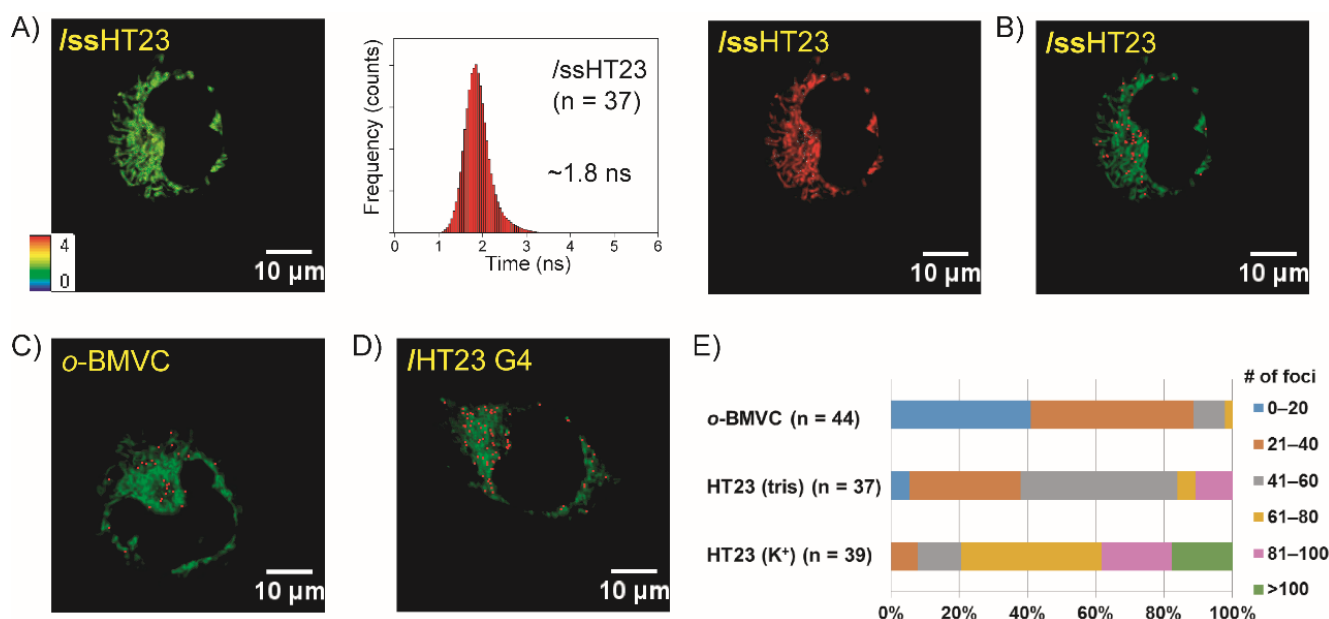 A)
/ssHT23
4
0
10 µm
Frequency (counts)
/ssHT23
(n = 37)
~1.8 ns
0 1 2 3 4 5 6
Time (ns)
/ssHT23
10 µm
B)
/ssHT23
10 µm
C)
o-BMVC
10 µm
D)
/HT23 G4
10 µm
E)
# of foci
o-BMVC (n = 44)
HT23 (tris) (n = 37)
HT23 (K⁺) (n = 39)
0% 20% 40% 60% 80% 100%
0–20
21–40
41–60
61–80
81–100
>100